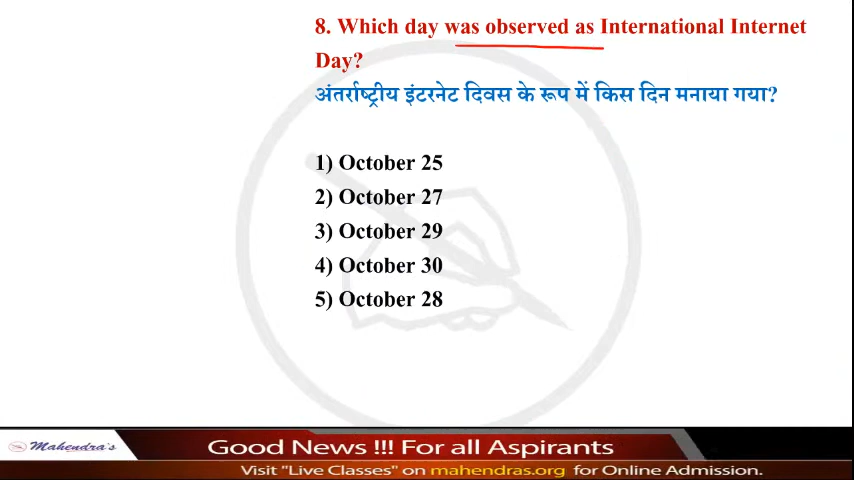 8. Which day was observed as International Internet
Day?
अंतर्राष्ट्रीय इंटरनेट दिवस के रूप में किस दिन मनाया गया?
1) October 25
2) October 27
3) October 29
4) October 30
5) October 28
Mahendra's
Good News !!! For all Aspirants
Visit "Live Classes" on mahendras.org for Online Admission.